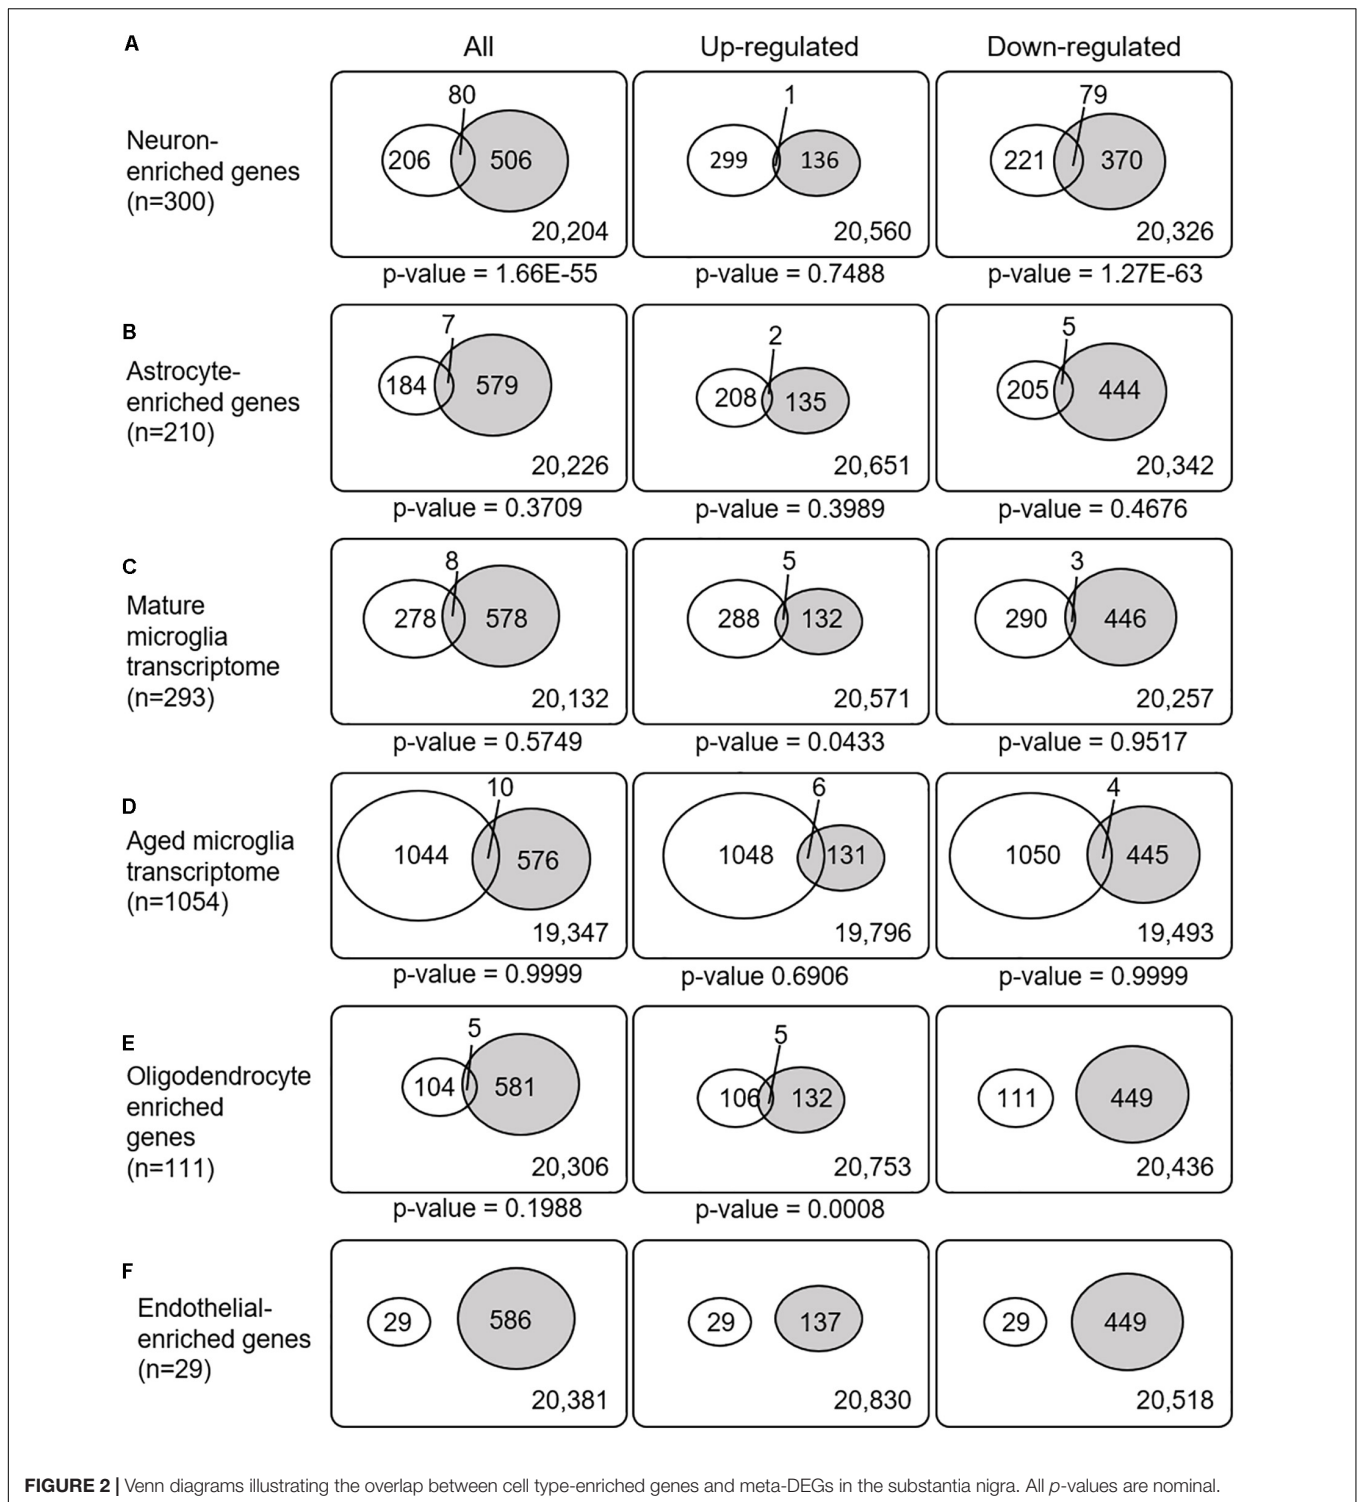 A
All
Up-regulated
Down-regulated
Neuron-
enriched genes
(n=300)
80
206
506
20,204
p-value = 1.66E-55
1
299
136
20,560
p-value = 0.7488
79
221
370
20,326
p-value = 1.27E-63
B
Astrocyte-
enriched genes
(n=210)
7
184
579
20,226
p-value = 0.3709
2
208
135
20,651
p-value = 0.3989
5
205
444
20,342
p-value = 0.4676
C
Mature
microglia
transcriptome
(n=293)
8
278
578
20,132
p-value = 0.5749
5
288
132
20,571
p-value = 0.0433
3
290
446
20,257
p-value = 0.9517
D
Aged microglia
transcriptome
(n=1054)
10
1044
576
19,347
p-value = 0.9999
6
1048
131
19,796
p-value 0.6906
4
1050
445
19,493
p-value = 0.9999
E
Oligodendrocyte
enriched
genes
(n=111)
5
104
581
20,306
p-value = 0.1988
5
106
132
20,753
p-value = 0.0008
111
449
20,436
F
Endothelial-
enriched genes
(n=29)
29
586
20,381
29
137
20,830
29
449
20,518
FIGURE 2 | Venn diagrams illustrating the overlap between cell type-enriched genes and meta-DEGs in the substantia nigra. All p-values are nominal.